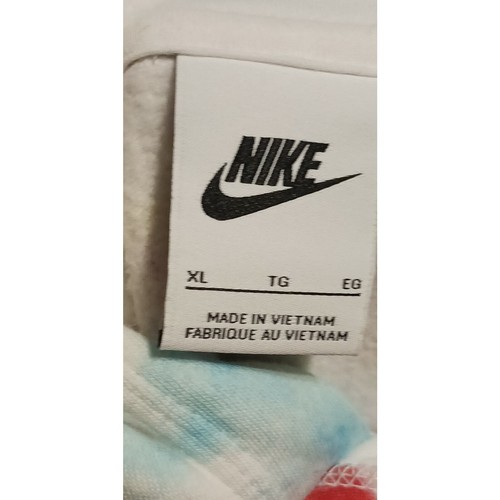 NIKE
XL TG EG
MADE IN VIETNAM
FABRIQUE AU VIETNAM